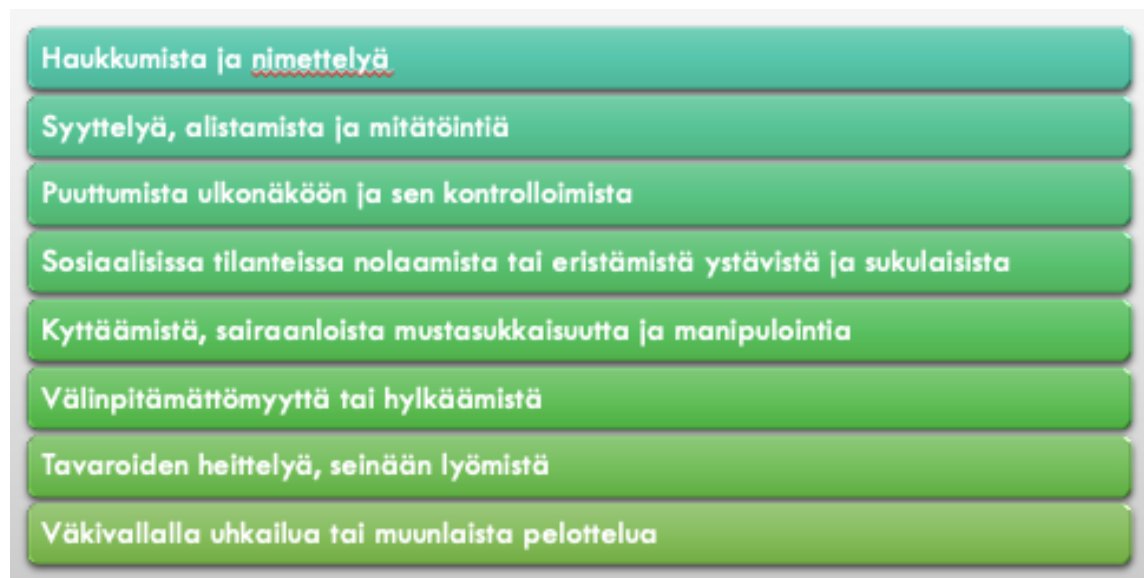 Haukkumista ja nimettelyä
Syyttelyä, alistamista ja mitätöintiä
Puuttumista ulkonäköön ja sen kontrolloimista
Sosiaalisissa tilanteissa nolaamista tai eristämistä ystävistä ja sukulaisista
Kyttäämistä, sairaanloista mustasukkaisuutta ja manipulointia
Välinpitämättömyyttä tai hylkäämistä
Tavaroiden heittelyä, seinään lyömistä
Väkivallalla uhkailua tai muunlaista pelottelua